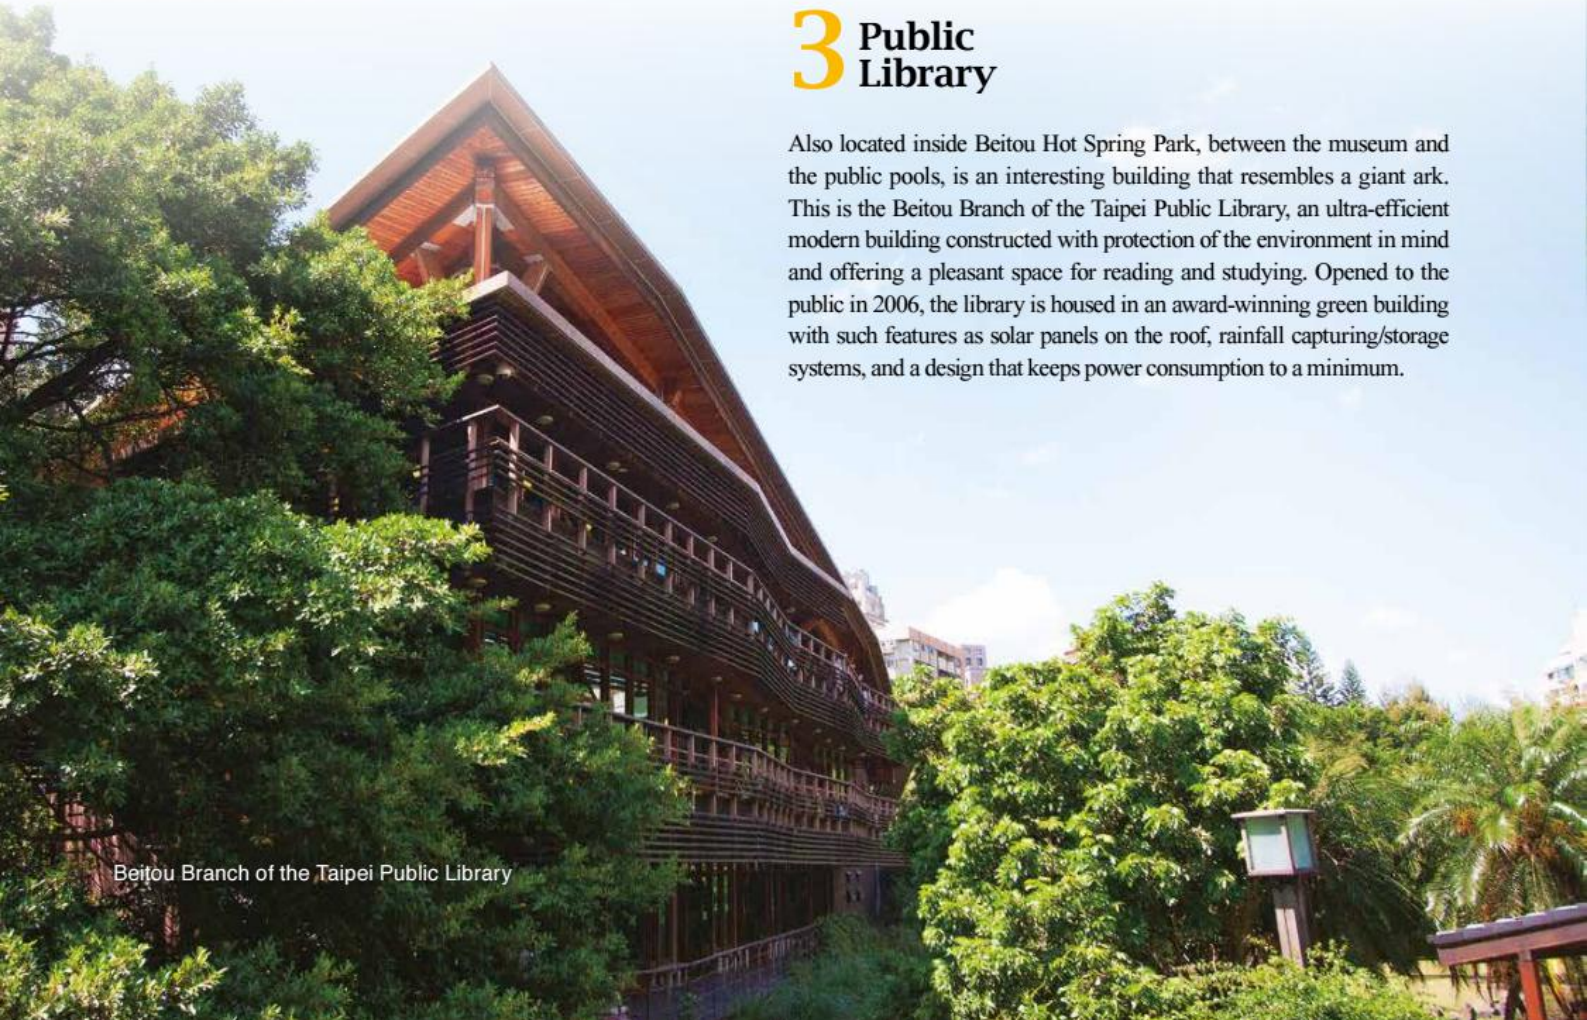 3 Public
Library
Also located inside Beitou Hot Spring Park, between the museum and
the public pools, is an interesting building that resembles a giant ark.
This is the Beitou Branch of the Taipei Public Library, an ultra-efficient
modern building constructed with protection of the environment in mind
and offering a pleasant space for reading and studying. Opened to the
public in 2006, the library is housed in an award-winning green building
with such features as solar panels on the roof, rainfall capturing/storage
systems, and a design that keeps power consumption to a minimum.
Beitou Branch of the Taipei Public Library